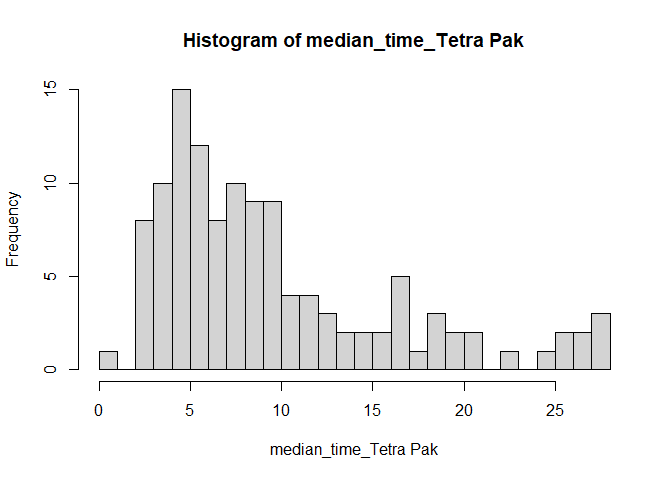 Histogram of median_time_Tetra Pak
Frequency
15
10
5
0
0 5 10 15 20 25
median_time_Tetra Pak